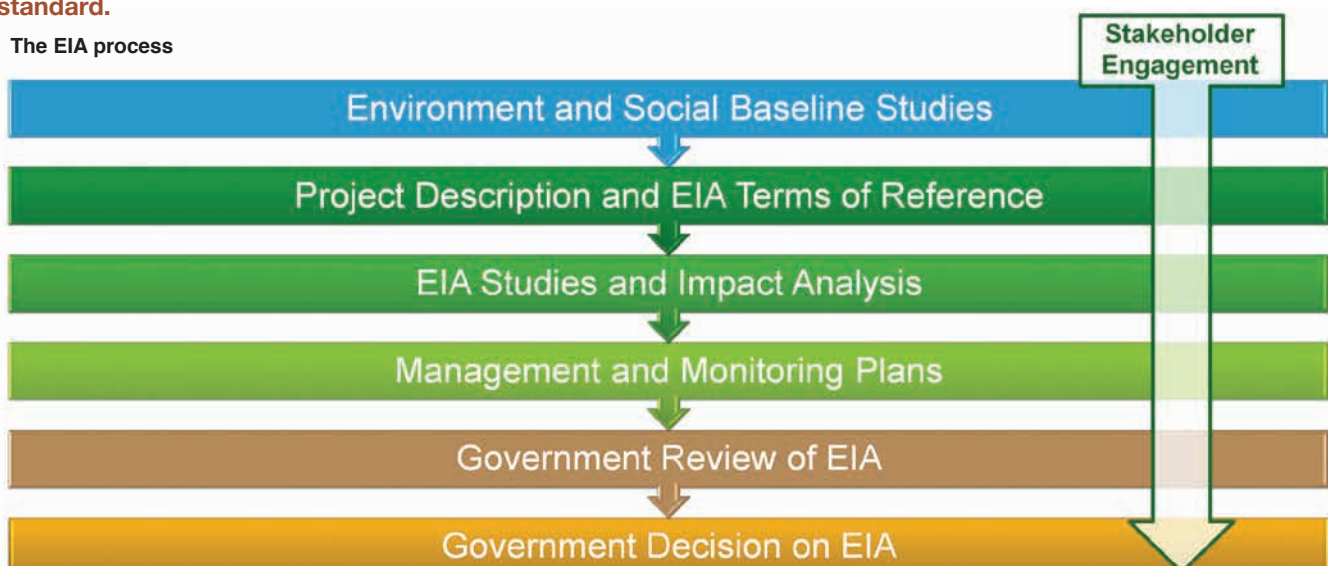 standard.
The EIA process
Stakeholder
Engagement
Environment and Social Baseline Studies
Project Description and EIA Terms of Reference
EIA Studies and Impact Analysis
Management and Monitoring Plans
Government Review of EIA
Government Decision on EIA